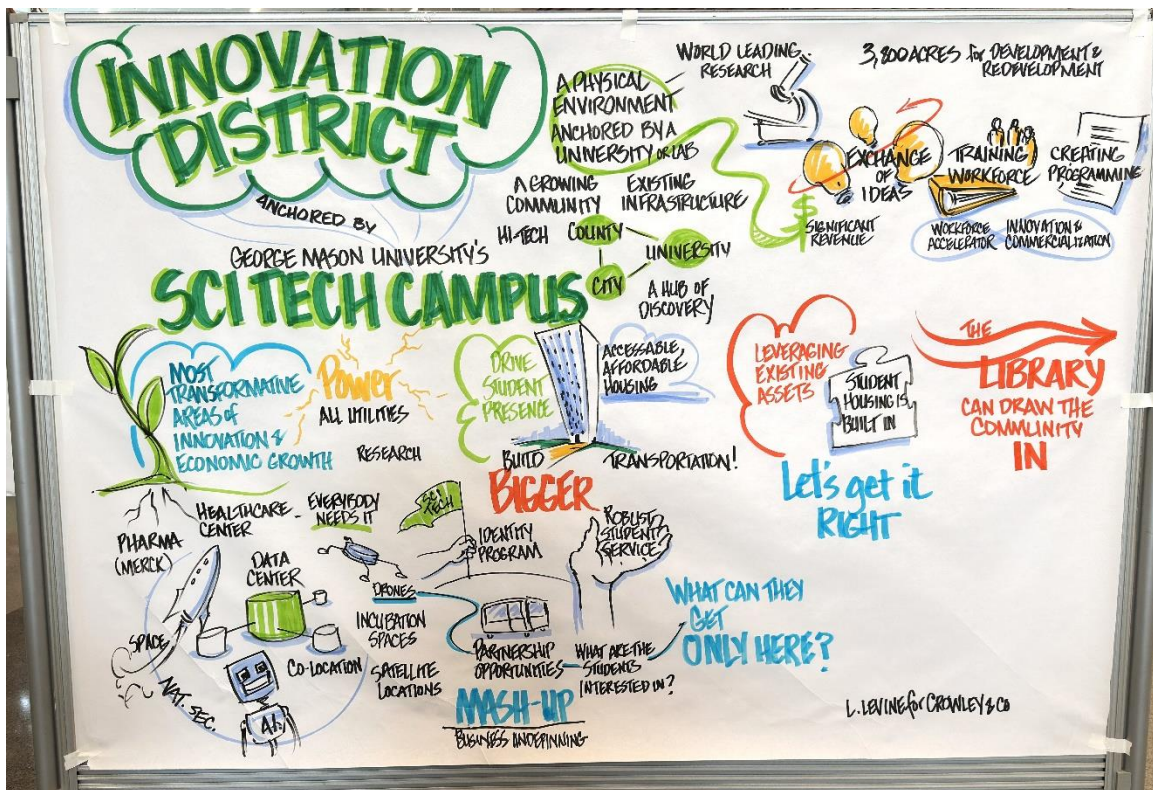 INNOVATION
DISTRICT
ANCHORED BY
GEORGE MASON UNIVERSITY'S
SCI TECH CAMPUS
A PHYSICAL
ENVIRONMENT
ANCHORED BY A
UNIVERSITY OR LAB
WORLD LEADING
RESEARCH
3,800 ACRES for DEVELOPMENT &
REDEVELOPMENT
A GROWING
COMMUNITY
EXISTING
INFRASTRUCTURE
HI-TECH
COUNTY
UNIVERSITY
CITY
A HUB OF
DISCOVERY
$
SIGNIFICANT
REVENUE
EXCHANGE
OF
IDEAS
TRAINING
WORKFORCE
CREATING
PROGRAMMING
WORKFORCE
ACCELERATOR
INNOVATION &
COMMERCIALIZATION
MOST
TRANSFORMATIVE
AREAS of
INNOVATION &
ECONOMIC GROWTH
Power
ALL UTILITIES
RESEARCH
DRIVE
STUDENT
PRESENCE
ACCESSABLE,
AFFORDABLE
HOUSING
BUILD
BIGGER
TRANSPORTATION!
LEVERAGING
EXISTING
ASSETS
STUDENT
HOUSING IS
BUILT IN
THE
LIBRARY
CAN DRAW THE
COMMUNITY
IN
Let's get it
RIGHT
PHARMA
(MERCK)
HEALTHCARE -
CENTER
EVERYBODY
NEEDS IT
SCI
TECH
IDENTITY
PROGRAM
ROBUST
STUDENT
SERVICE
DATA
CENTER
DRONES
INCUBATION
SPACES
SATELLITE
LOCATIONS
SPACE
NAT. SEC.
CO-LOCATION
AI
PARTNERSHIP
OPPORTUNITIES
WHAT ARE THE
STUDENTS
INTERESTED IN?
WHAT CAN THEY
GET
ONLY HERE?
MASH-UP
BUSINESS UNDERPINNING
L. LEVINE for CROWLEY & CO